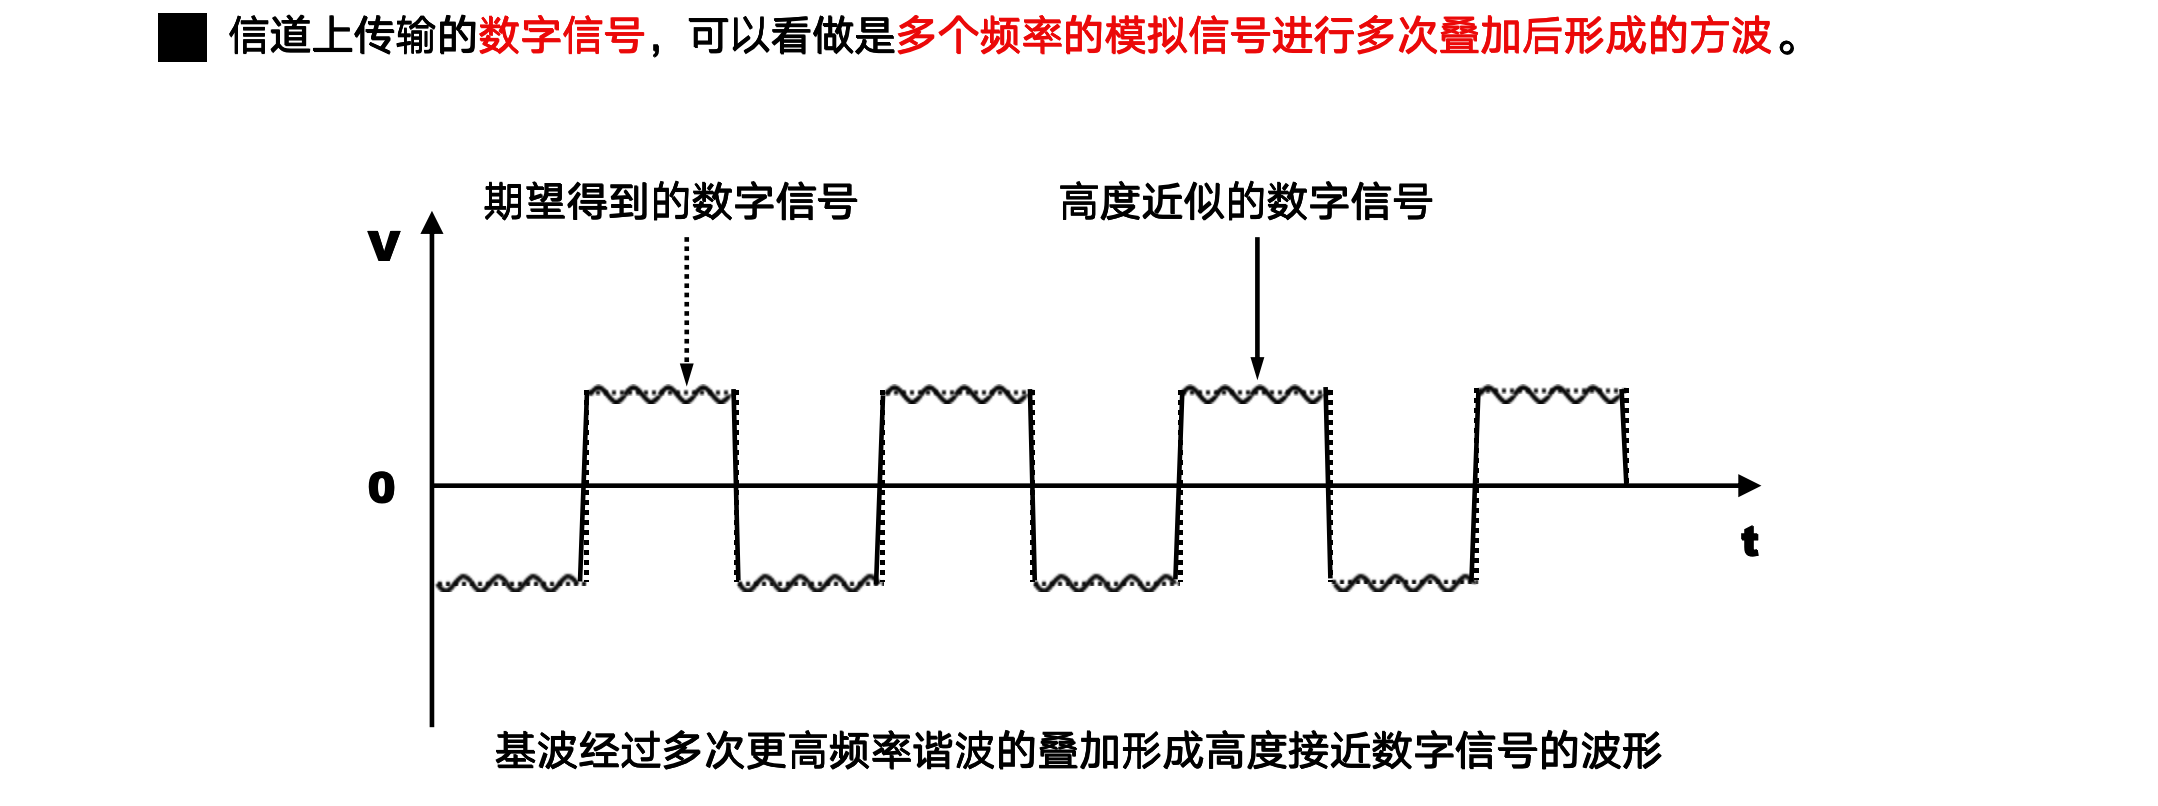 信道上传输的数字信号，可以看做是多个频率的模拟信号进行多次叠加后形成的方波。
期望得到的数字信号
高度近似的数字信号
V
0
t
基波经过多次更高频率谐波的叠加形成高度接近数字信号的波形